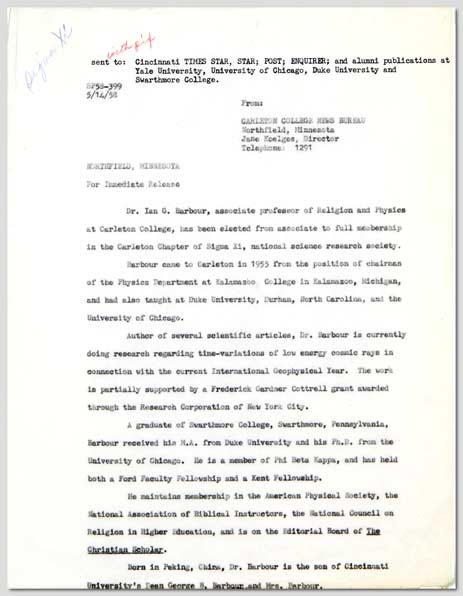 Sigma Xi
with pix
sent to: Cincinnati TIMES STAR, STAR; POST; ENQUIRER; and alumni publications at
Yale University, University of Chicago, Duke University and
Swarthmore College.
SF58-399
5/14/58
From:
CARLETON COLLEGE NEWS BUREAU
Northfield, Minnesota
Jane Koelges, Director
Telephone: 1291
NORTHFIELD, MINNESOTA
For Immediate Release
Dr. Ian G. Barbour, associate professor of Religion and Physics
at Carleton College, has been elected from associate to full membership
in the Carleton Chapter of Sigma Xi, national science research society.
Barbour came to Carleton in 1955 from the position of chairman
of the Physics Department at Kalamazoo College in Kalamazoo, Michigan,
and had also taught at Duke University, Durham, North Carolina, and the
University of Chicago.
Author of several scientific articles, Dr. Barbour is currently
doing research regarding time-variations of low energy cosmic rays in
connection with the current International Geophysical Year. The work
is partially supported by a Frederick Gardner Cottrell grant awarded
through the Research Corporation of New York City.
A graduate of Swarthmore College, Swarthmore, Pennsylvania,
Barbour received his M.A. from Duke University and his Ph.D. from the
University of Chicago. He is a member of Phi Beta Kappa, and has held
both a Ford Faculty Fellowship and a Kent Fellowship.
He maintains membership in the American Physical Society, the
National Association of Biblical Instructors, the National Council on
Religion in Higher Education, and is on the Editorial Board of The
Christian Scholar.
Born in Peking, China, Dr. Barbour is the son of Cincinnati
University's Dean George B. Barbour and Mrs. Barbour.